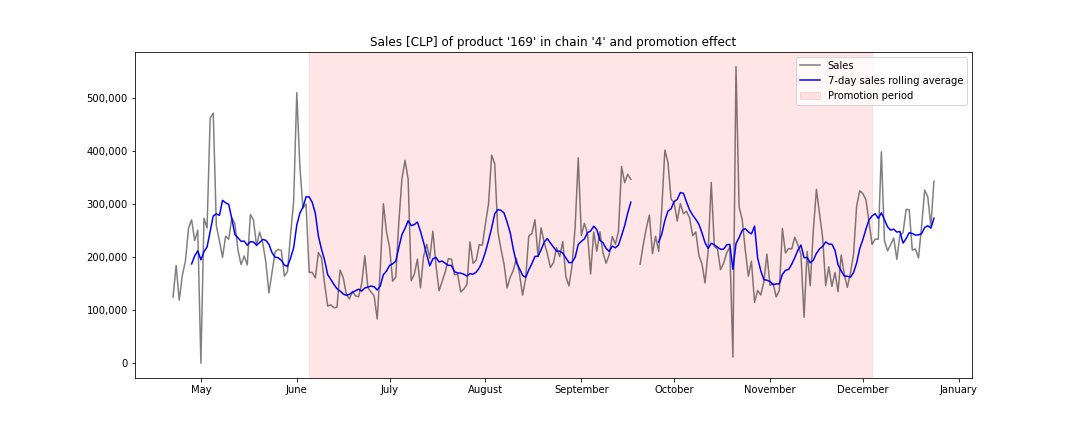 Sales [CLP] of product '169' in chain '4' and promotion effect
Sales
7-day sales rolling average
Promotion period
500,000
400,000
300,000
200,000
100,000
0
May June July August September October November December January